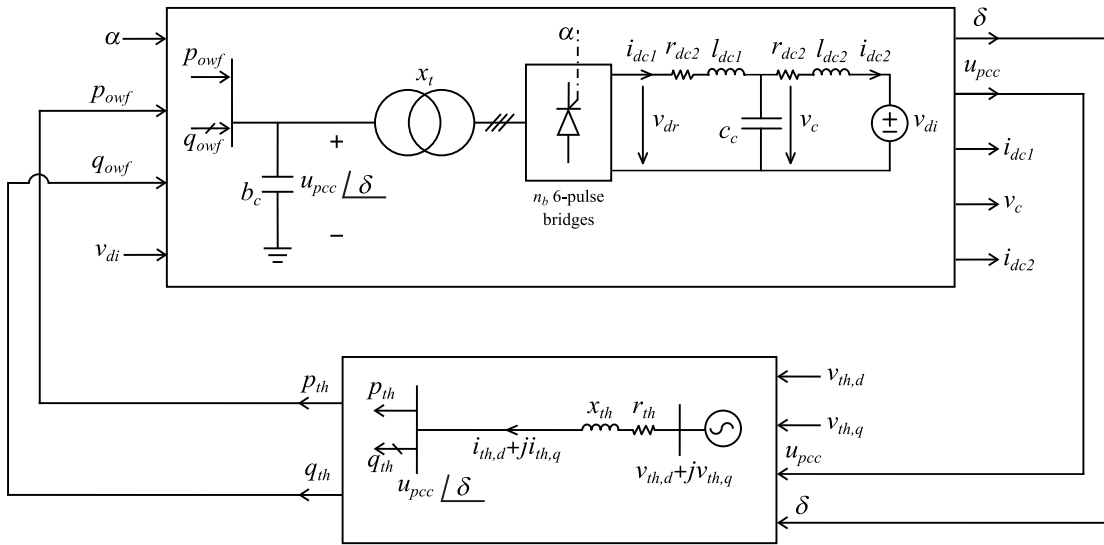 α
p_owf
q_owf
v_di
p_owf
q_owf
b_c
+
u_pcc ∠δ
−
x_t
α
n_b 6-pulse
bridges
i_dc1 r_dc1 l_dc1 r_dc2 l_dc2 i_dc2
v_dr
c_c
v_c
v_di
δ
u_pcc
i_dc1
v_c
i_dc2
p_th
q_th
p_th
q_th
u_pcc ∠δ
i_th,d+ji_th,q
x_th r_th
v_th,d+jv_th,q
v_th,d
v_th,q
u_pcc
δ